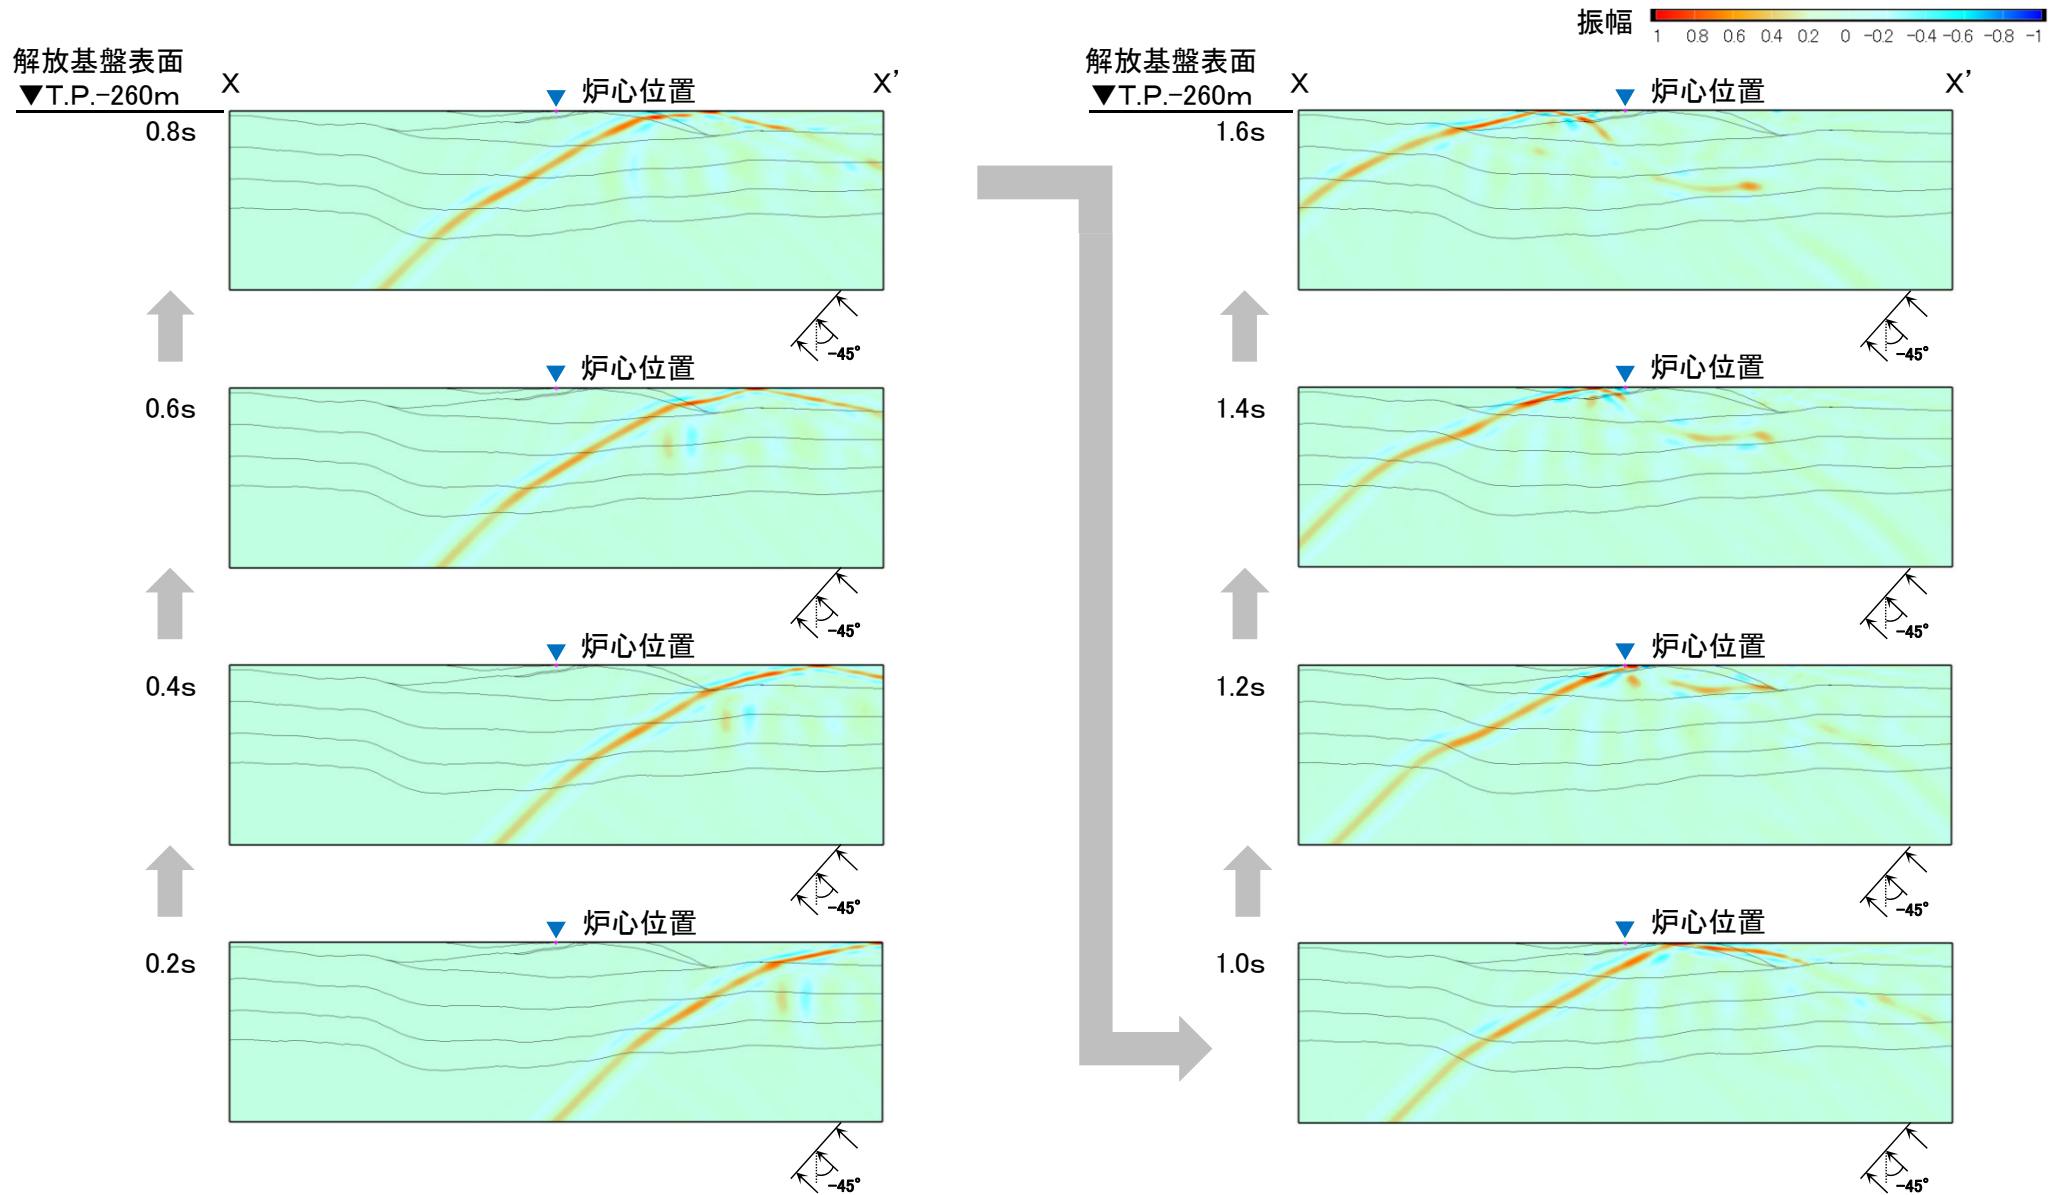 振幅
1 0.8 0.6 0.4 0.2 0 -0.2 -0.4 -0.6 -0.8 -1
解放基盤表面
▼T.P.-260m
X
▼ 炉心位置
X'
0.8s
-45°
▼ 炉心位置
0.6s
-45°
▼ 炉心位置
0.4s
-45°
▼ 炉心位置
0.2s
-45°
解放基盤表面
▼T.P.-260m
X
▼ 炉心位置
X'
1.6s
-45°
▼ 炉心位置
1.4s
-45°
▼ 炉心位置
1.2s
-45°
▼ 炉心位置
1.0s
-45°